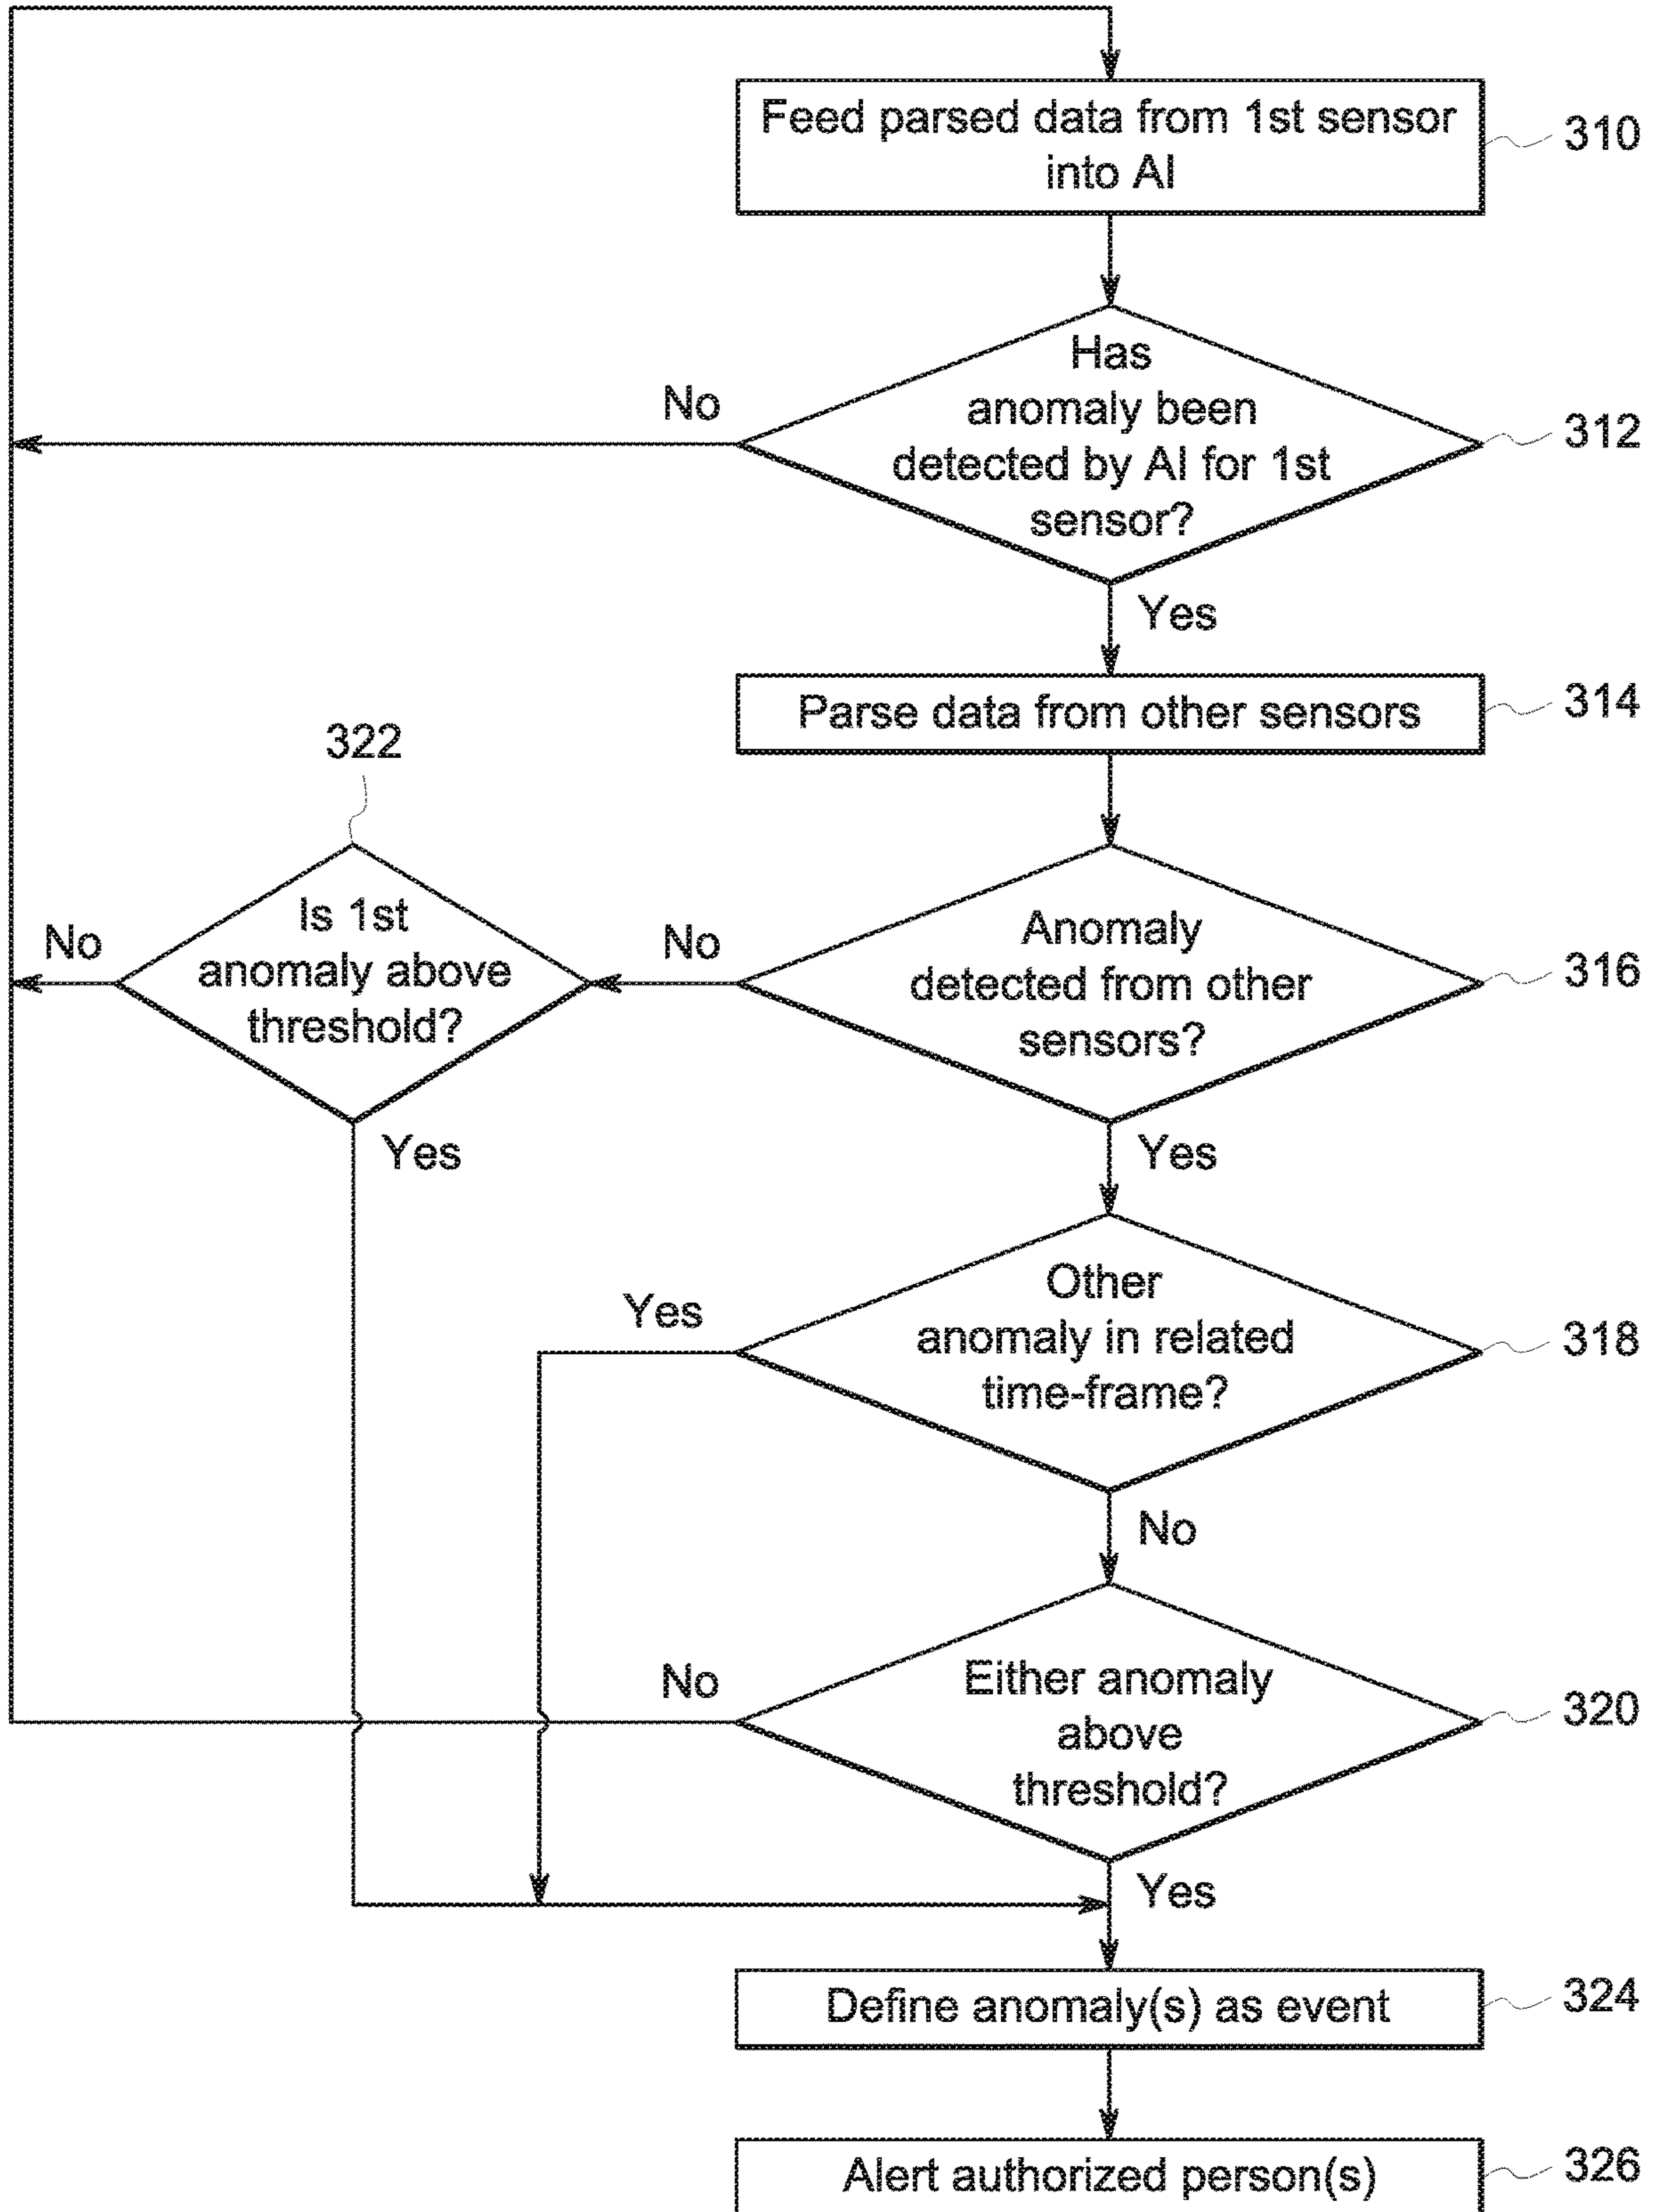 Feed parsed data from 1st sensor
into AI
310
Has
anomaly been
detected by AI for 1st
sensor?
312
No
Yes
Parse data from other sensors
314
322
Is 1st
anomaly above
threshold?
No
Yes
No
Anomaly
detected from other
sensors?
316
Yes
Other
anomaly in related
time-frame?
318
Yes
No
Either anomaly
above
threshold?
320
No
Yes
Define anomaly(s) as event
324
Alert authorized person(s)
326